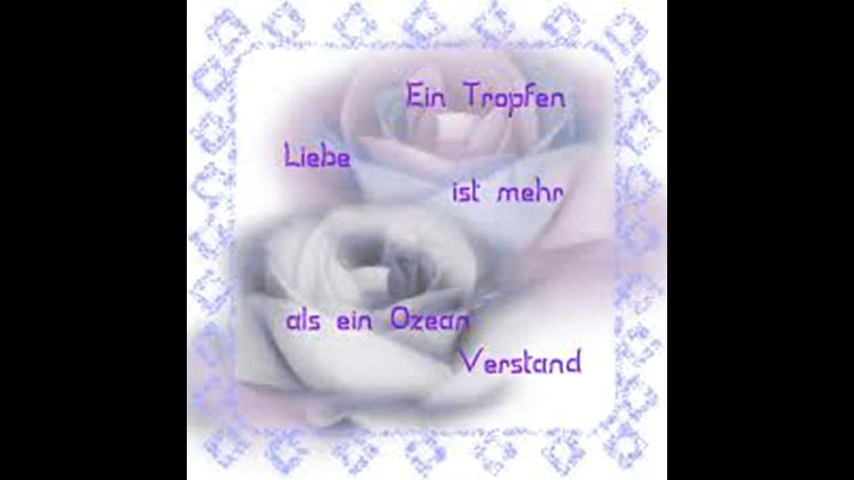 Ein Tropfen
Liebe
ist mehr
als ein Ozean
Verstand